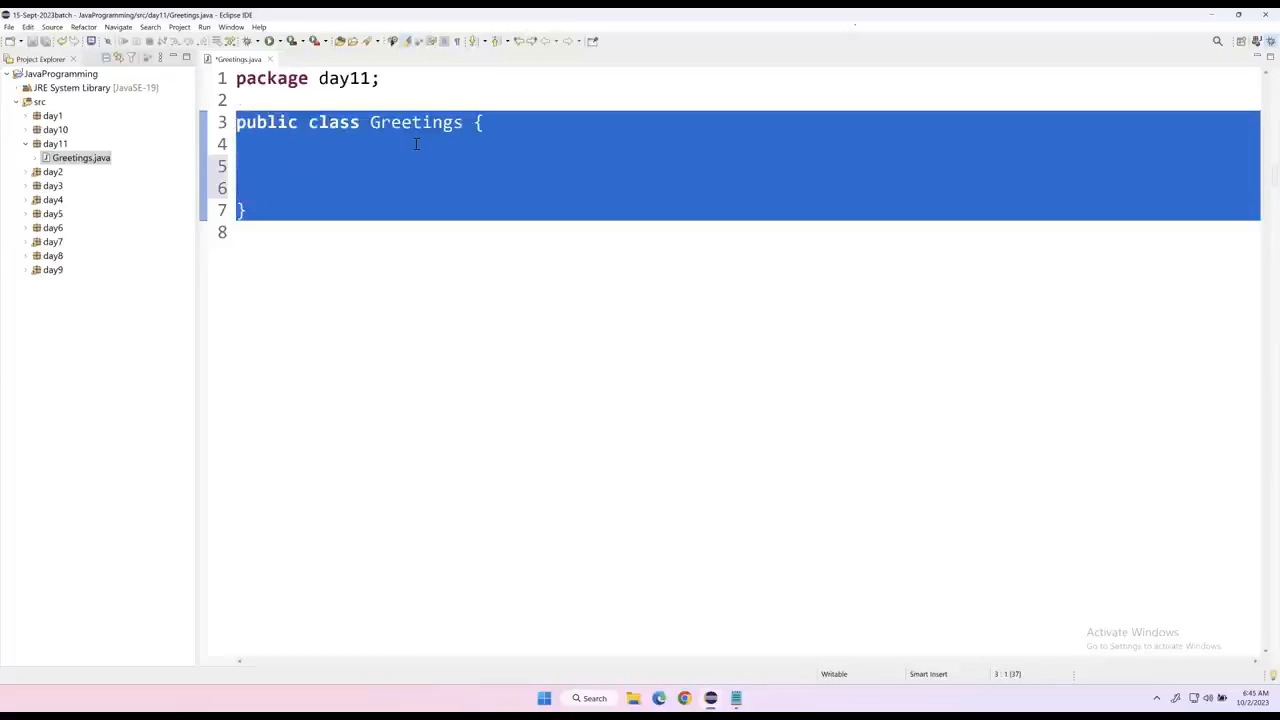 15-Sept-2023batch - JavaProgramming/src/day11/Greetings.java - Eclipse IDE
File Edit Source Refactor Navigate Search Project Run Window Help
Project Explorer
*Greetings.java
JavaProgramming
JRE System Library [JavaSE-19]
src
day1
day10
day11
Greetings.java
day2
day3
day4
day5
day6
day7
day8
day9
1 package day11;
2
3 public class Greetings {
4
5
6
7 }
8
Activate Windows
Go to Settings to activate Windows.
Writable
Smart Insert
3 : 1 (37)
Search
6:45 AM
10/2/2023